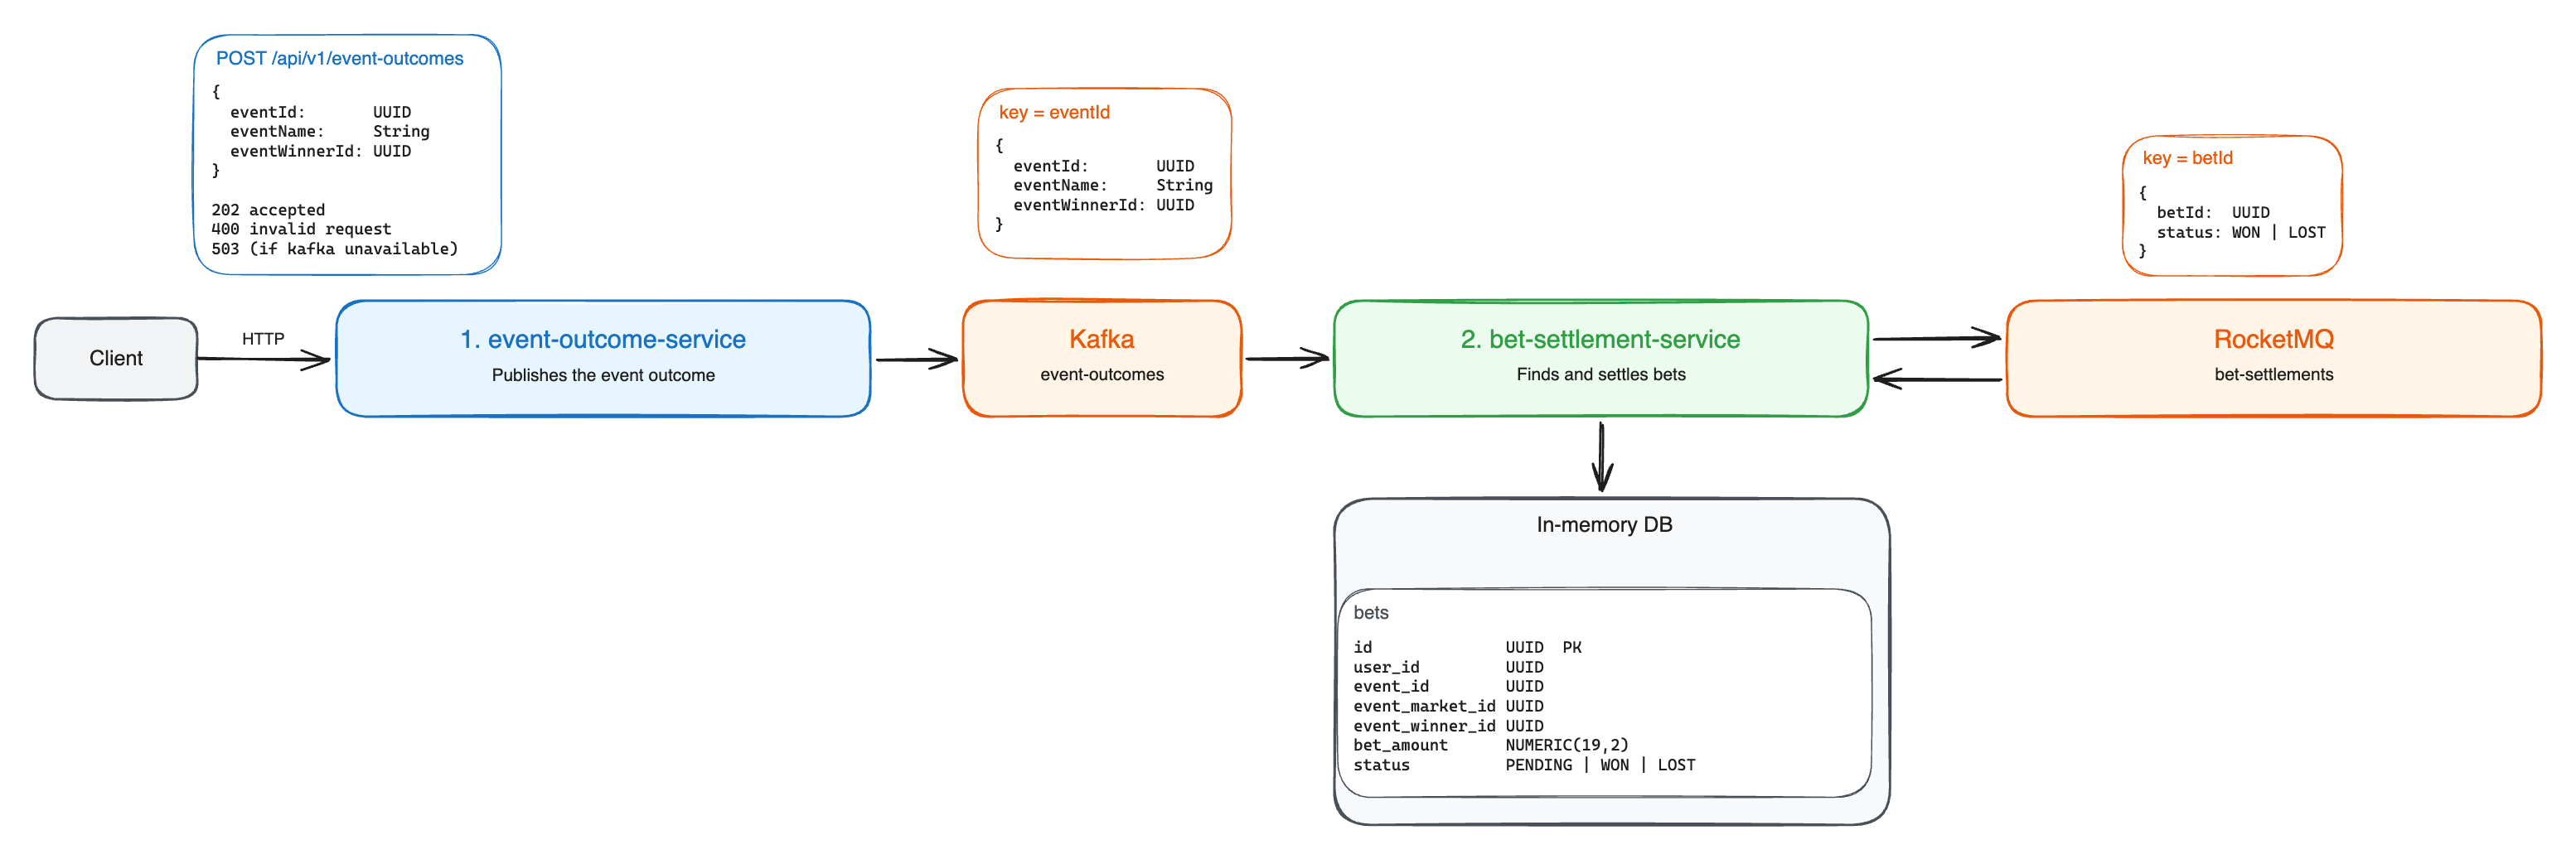 POST /api/v1/event-outcomes
{
  eventId:       UUID
  eventName:     String
  eventWinnerId: UUID
}
202 accepted
400 invalid request
503 (if kafka unavailable)
key = eventId
{
  eventId:       UUID
  eventName:     String
  eventWinnerId: UUID
}
key = betId
{
  betId:  UUID
  status: WON | LOST
}
Client
HTTP
1. event-outcome-service
Publishes the event outcome
Kafka
event-outcomes
2. bet-settlement-service
Finds and settles bets
RocketMQ
bet-settlements
In-memory DB
bets
id              UUID  PK
user_id         UUID
event_id        UUID
event_market_id UUID
event_winner_id UUID
bet_amount      NUMERIC(19,2)
status          PENDING | WON | LOST